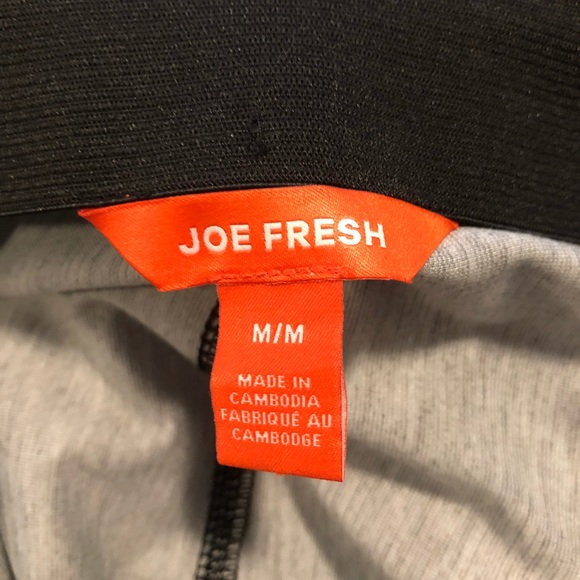 JOE FRESH
M/M
MADE IN
CAMBODIA
FABRIQUÉ AU
CAMBODGE